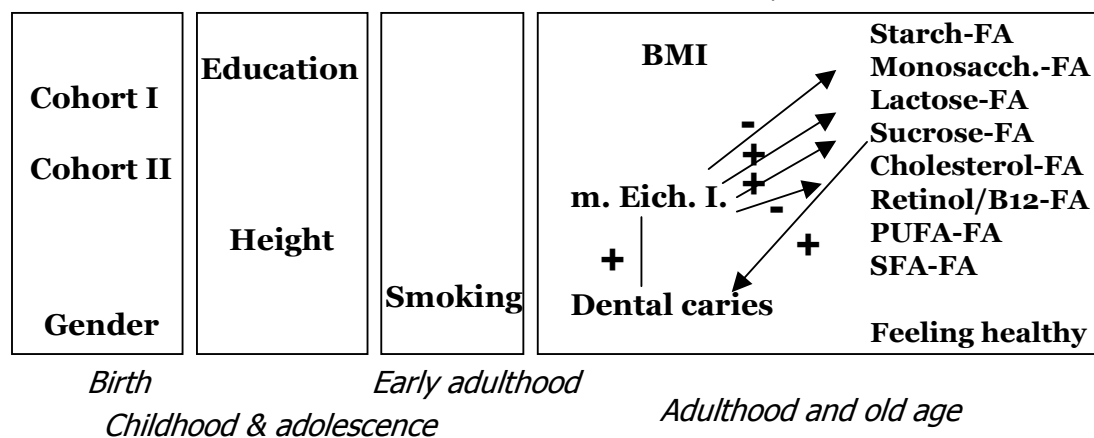 Cohort I
Cohort II
Gender
Education
Height
Smoking
BMI
m. Eich. I.
Dental caries
-
+
+
-
+
+
Starch-FA
Monosacch.-FA
Lactose-FA
Sucrose-FA
Cholesterol-FA
Retinol/B12-FA
PUFA-FA
SFA-FA
Feeling healthy
Birth
Childhood & adolescence
Early adulthood
Adulthood and old age